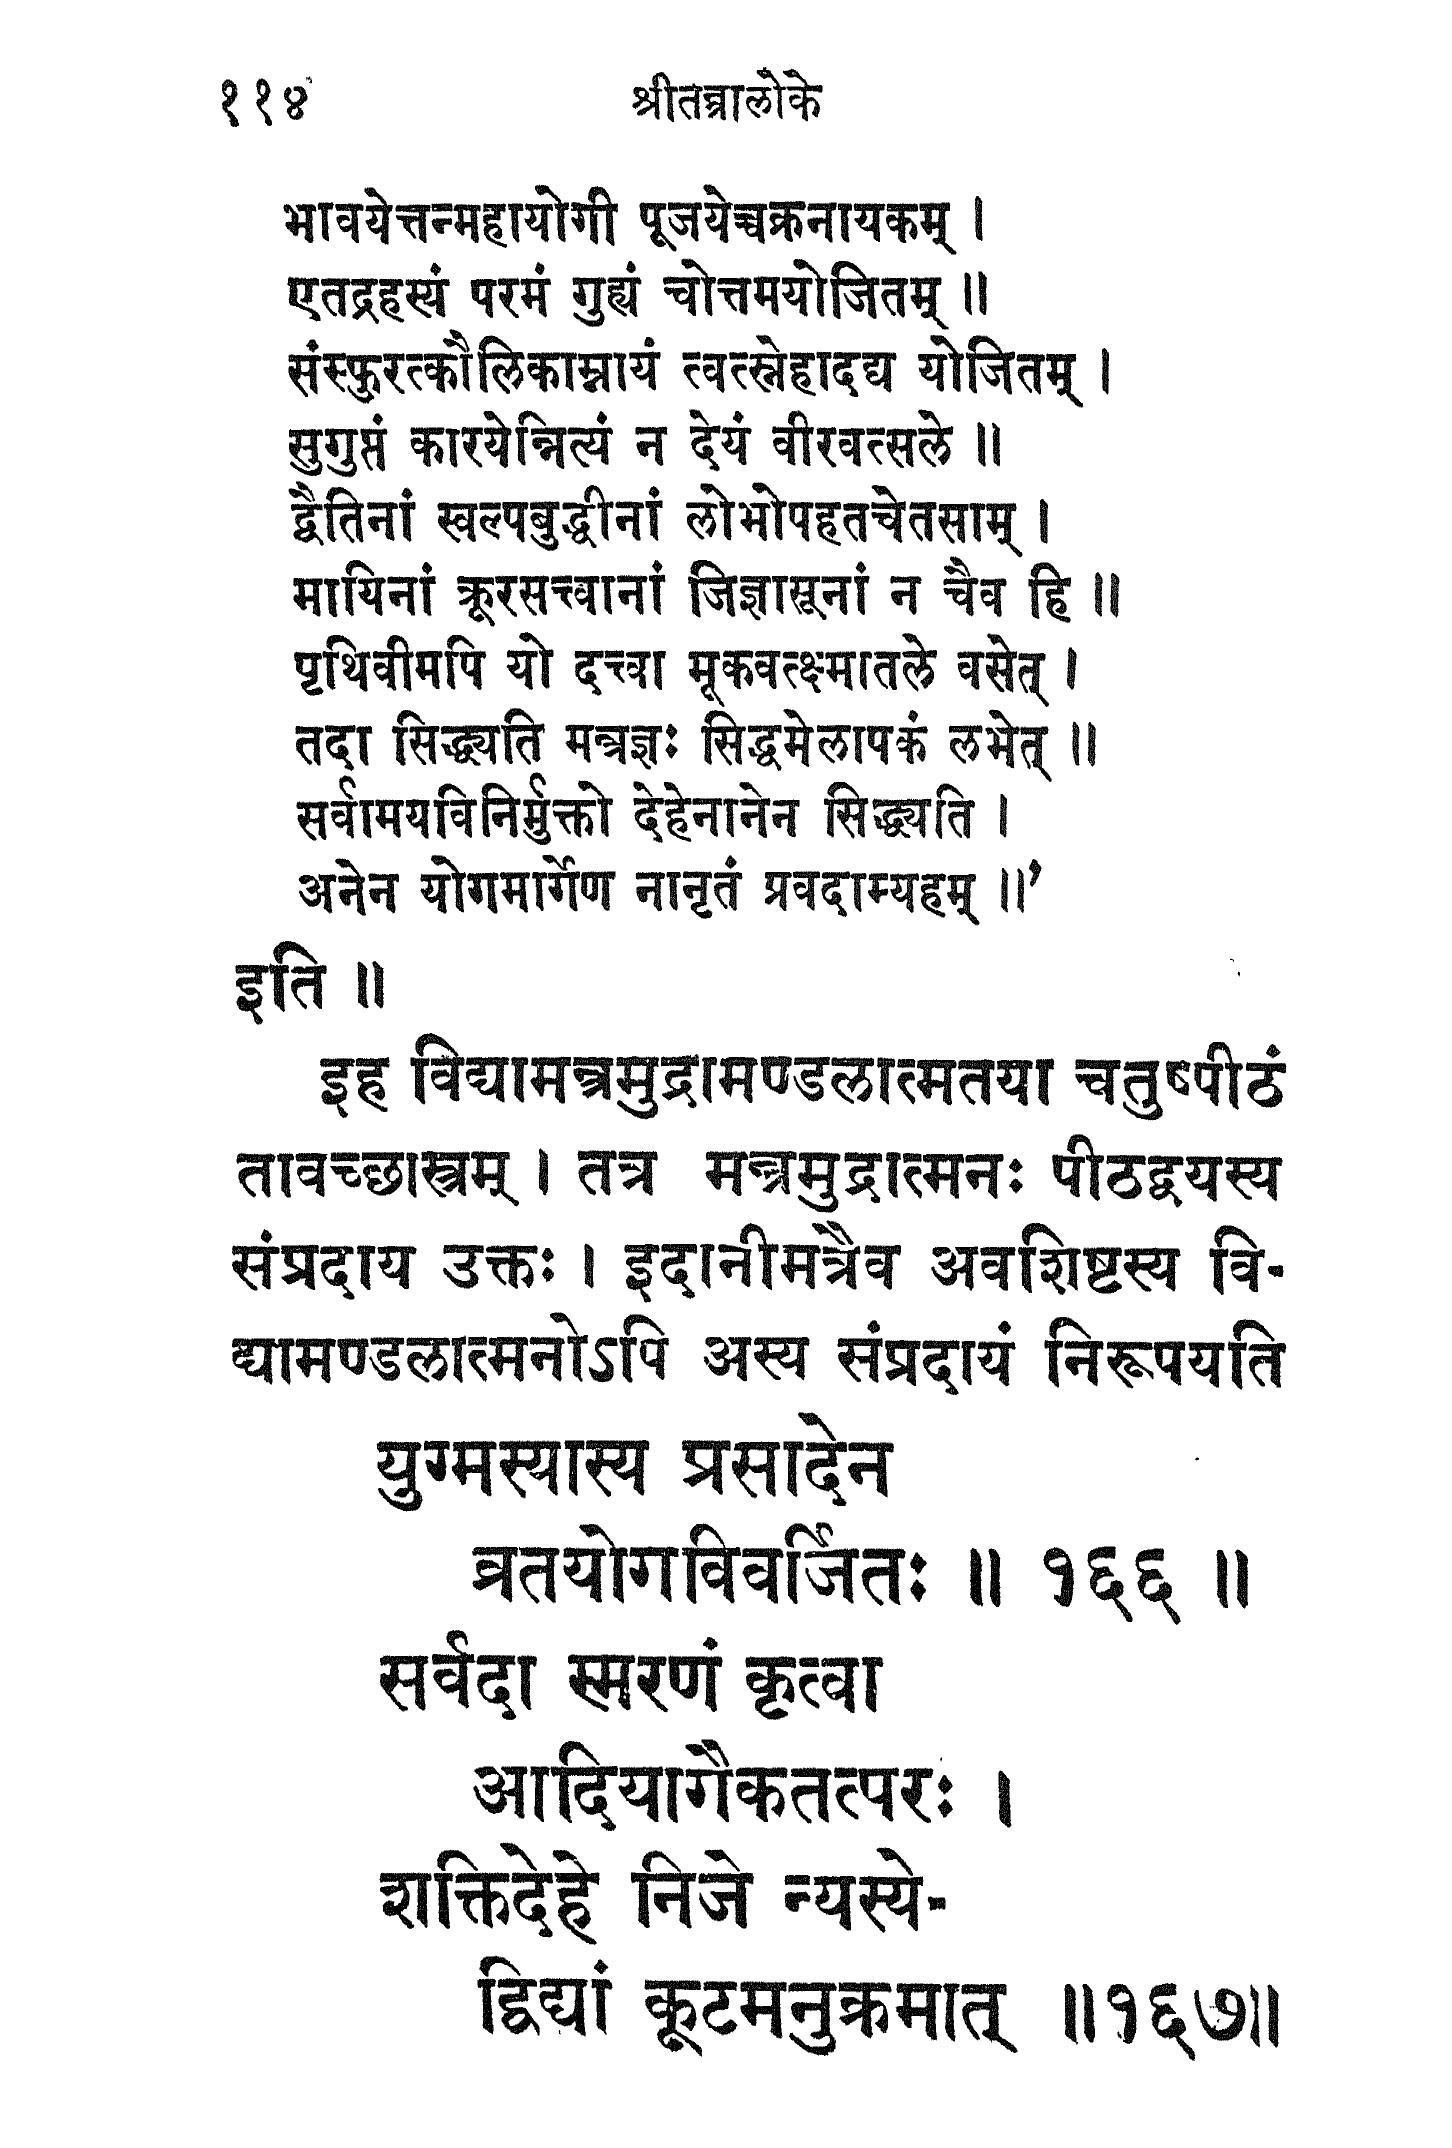 ११४ श्रीतन्त्रालोके
भावयेत्तन्महायोगी पूजयेच्चक्रनायकम् ।
एतद्रहस्यं परमं गुह्यं चोत्तमयोजितम् ॥
संस्फुरत्कौलिकाम्नायं त्वत्स्नेहादद्य योजितम् ।
सुगुप्तं कारयेन्नित्यं न देयं वीरवत्सले ॥
द्वैतिनां स्वल्पबुद्धीनां लोभोपहतचेतसाम् ।
मायिनां क्रूरसत्त्वानां जिज्ञासूनां न चैव हि ॥
पृथिवीमपि यो दत्त्वा मूकवत्क्ष्मातले वसेत् ।
तदा सिद्ध्यति मन्त्रज्ञः सिद्धमेलापकं लभेत् ॥
सर्वामयविनिर्मुक्तो देहेनानेन सिद्ध्यति ।
अनेन योगमार्गेण नानृतं प्रवदाम्यहम् ॥’
इति ॥
इह विद्यामन्त्रमुद्रामण्डलात्मतया चतुष्पीठं
तावच्छास्त्रम् । तत्र मन्त्रमुद्रात्मनः पीठद्वयस्य
संप्रदाय उक्तः । इदानीमत्रैव अवशिष्टस्य वि-
द्यामण्डलात्मनोऽपि अस्य संप्रदायं निरूपयति
युग्मस्यास्य प्रसादेन
व्रतयोगविवर्जितः ॥ १६६ ॥
सर्वदा स्मरणं कृत्वा
आदियागैकतत्परः ।
शक्तिदेहे निजे न्यस्ये-
द्विद्यां कूटमनुक्रमात् ॥१६७॥